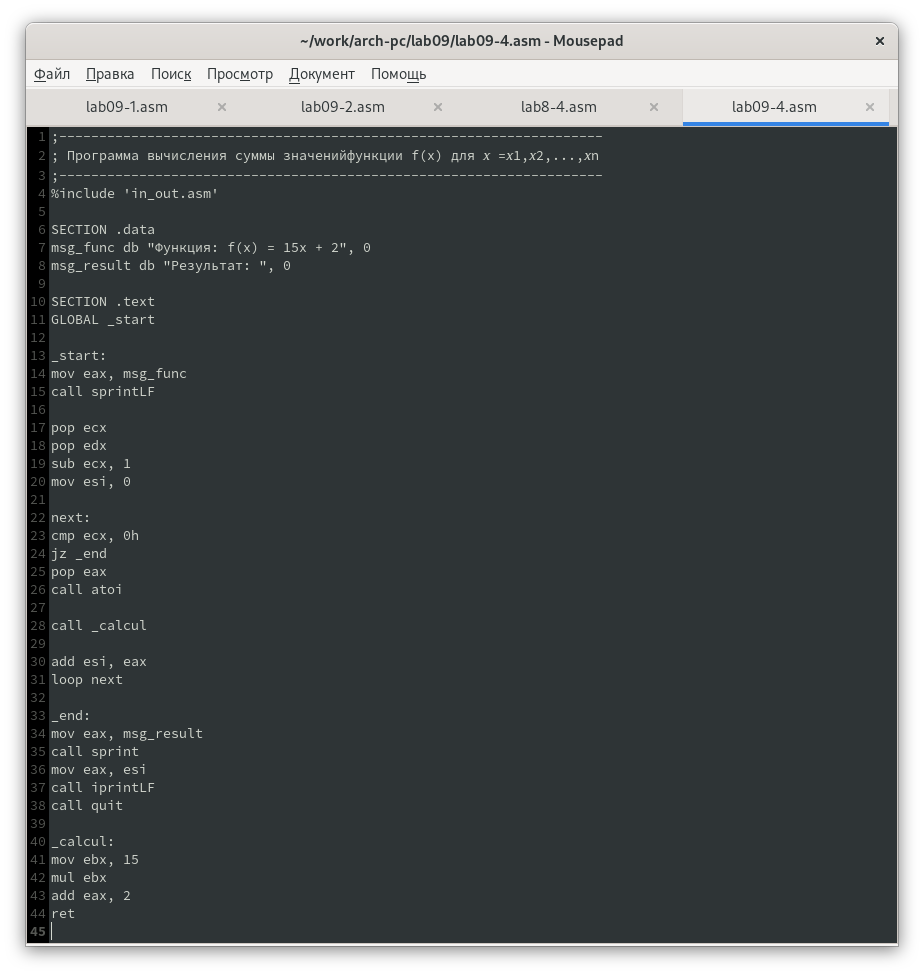 ~/work/arch-pc/lab09/lab09-4.asm - Mousepad ×
Файл Правка Поиск Просмотр Документ Помощь
lab09-1.asm × lab09-2.asm × lab8-4.asm × lab09-4.asm ×
1 ;--------------------------------------------------------------------
2 ; Программа вычисления суммы значенийфункции f(x) для 𝑥 =𝑥1,𝑥2,...,𝑥n
3 ;--------------------------------------------------------------------
4 %include 'in_out.asm'
5
6 SECTION .data
7 msg_func db "Функция: f(x) = 15x + 2", 0
8 msg_result db "Результат: ", 0
9
10 SECTION .text
11 GLOBAL _start
12
13 _start:
14 mov eax, msg_func
15 call sprintLF
16
17 pop ecx
18 pop edx
19 sub ecx, 1
20 mov esi, 0
21
22 next:
23 cmp ecx, 0h
24 jz _end
25 pop eax
26 call atoi
27
28 call _calcul
29
30 add esi, eax
31 loop next
32
33 _end:
34 mov eax, msg_result
35 call sprint
36 mov eax, esi
37 call iprintLF
38 call quit
39
40 _calcul:
41 mov ebx, 15
42 mul ebx
43 add eax, 2
44 ret
45